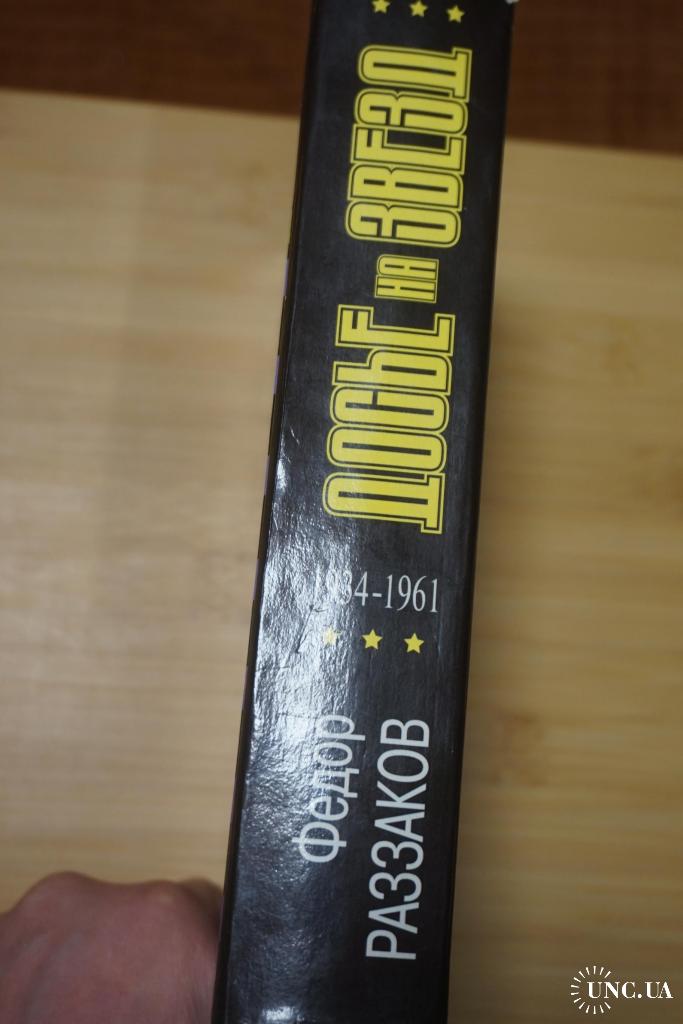 Федор
РАЗЗАКОВ
1934-1961
ДОСЬЕ НА ЗВЕЗД
UNC.UA